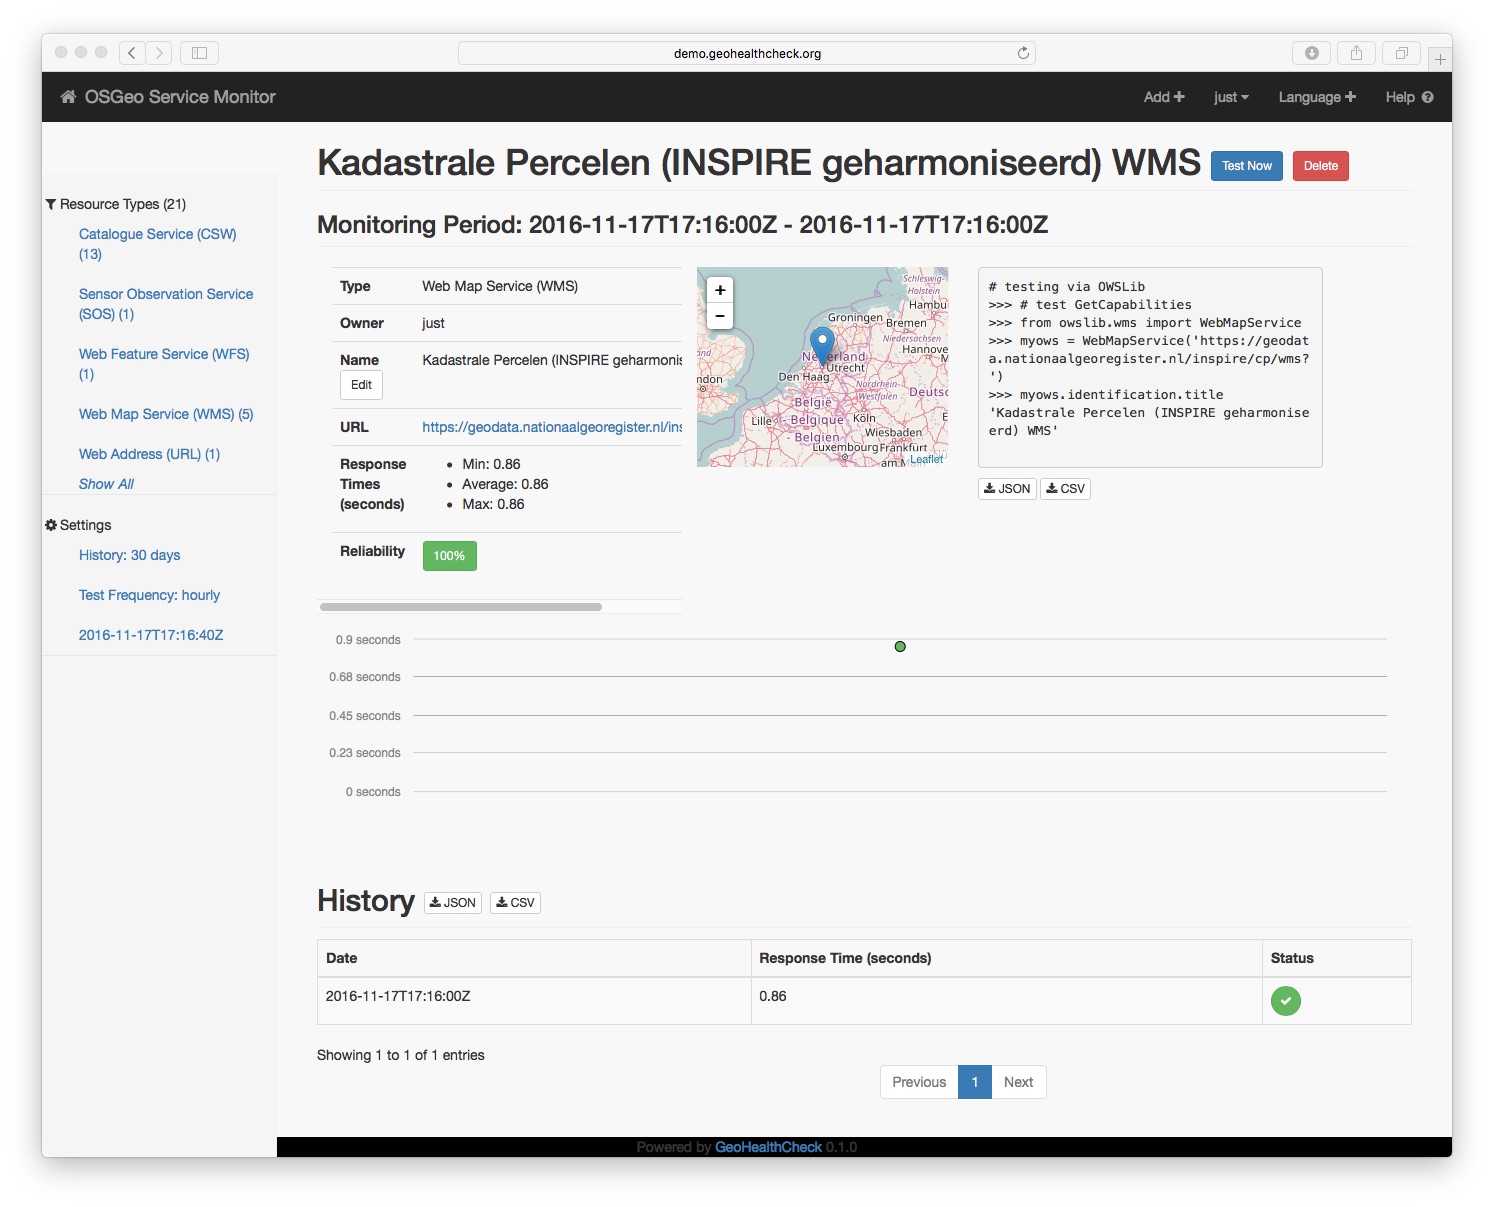 demo.geohealthcheck.org
OSGeo Service Monitor
Add
just
Language
Help
Resource Types (21)
Catalogue Service (CSW)
(13)
Sensor Observation Service
(SOS) (1)
Web Feature Service (WFS)
(1)
Web Map Service (WMS) (5)
Web Address (URL) (1)
Show All
Settings
History: 30 days
Test Frequency: hourly
2016-11-17T17:16:40Z
Kadastrale Percelen (INSPIRE geharmoniseerd) WMS
Test Now
Delete
Monitoring Period: 2016-11-17T17:16:00Z - 2016-11-17T17:16:00Z
Type Web Map Service (WMS)
Owner just
Name Kadastrale Percelen (INSPIRE geharmonis
Edit
URL https://geodata.nationaalgeoregister.nl/ins
Response
Times
(seconds)
Min: 0.86
Average: 0.86
Max: 0.86
Reliability 100%
+
−
Schleswig-
Holstein
Hambu
Groningen
Bremen
Niedersachsen
Hannove
Utrecht
Den Haag
Nordrhein-
Westfalen
Deutsc
België
Lille
- Belgique
- Belgien
Köln
Wiesbaden
Luxembourg
Frankfurt
am
Leaflet
# testing via OWSLib
>>> # test GetCapabilities
>>> from owslib.wms import WebMapService
>>> myows = WebMapService('https://geodat
a.nationaalgeoregister.nl/inspire/cp/wms?
')
>>> myows.identification.title
'Kadastrale Percelen (INSPIRE geharmonise
erd) WMS'
JSON
CSV
0.9 seconds
0.68 seconds
0.45 seconds
0.23 seconds
0 seconds
History
JSON
CSV
Date Response Time (seconds) Status
2016-11-17T17:16:00Z 0.86
Showing 1 to 1 of 1 entries
Previous 1 Next
Powered by GeoHealthCheck 0.1.0